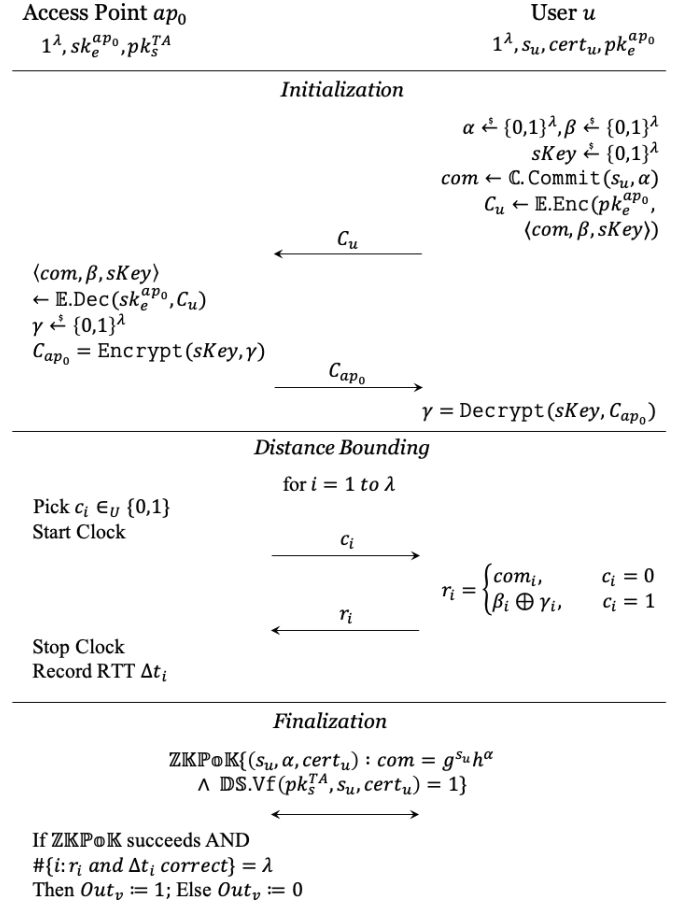 Access Point ap₀ User u
1^λ, sk_e^{ap₀}, pk_s^{TA} 1^λ, s_u, cert_u, pk_e^{ap₀}
Initialization
α ←$ {0,1}^λ, β ←$ {0,1}^λ
sKey ←$ {0,1}^λ
com ← ℂ.Commit(s_u, α)
C_u ← 𝔼.Enc(pk_e^{ap₀},
⟨com, β, sKey⟩)
C_u
⟨com, β, sKey⟩
← 𝔼.Dec(sk_e^{ap₀}, C_u)
γ ←$ {0,1}^λ
C_{ap₀} = Encrypt(sKey, γ)
C_{ap₀}
γ = Decrypt(sKey, C_{ap₀})
Distance Bounding
for i = 1 to λ
Pick c_i ∈_U {0,1}
Start Clock
c_i
r_i = { com_i, c_i = 0
β_i ⊕ γ_i, c_i = 1
r_i
Stop Clock
Record RTT Δt_i
Finalization
ℤ𝕂ℙ𝕠𝕂{(s_u, α, cert_u) : com = g^{s_u} h^α
∧ 𝔻𝕊.Vf(pk_s^{TA}, s_u, cert_u) = 1}
If ℤ𝕂ℙ𝕠𝕂 succeeds AND
#{i: r_i and Δt_i correct} = λ
Then Out_v ≔ 1; Else Out_v ≔ 0